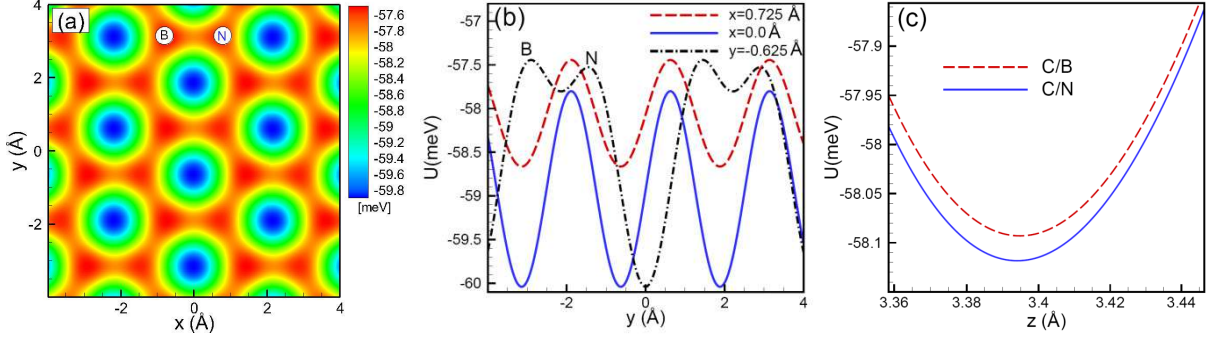 (a)
B
N
4
2
0
-2
-2
0
2
4
y (Å)
x (Å)
-57.6
-57.8
-58
-58.2
-58.4
-58.6
-58.8
-59
-59.2
-59.4
-59.6
-59.8
[meV]
(b)
x=0.725 Å
x=0.0 Å
y=-0.625 Å
B
N
-57
-57.5
-58
-58.5
-59
-59.5
-60
U(meV)
-2
0
2
4
y (Å)
(c)
C/B
C/N
-57.9
-57.95
-58
-58.05
-58.1
U(meV)
3.36
3.38
3.4
3.42
3.44
z (Å)